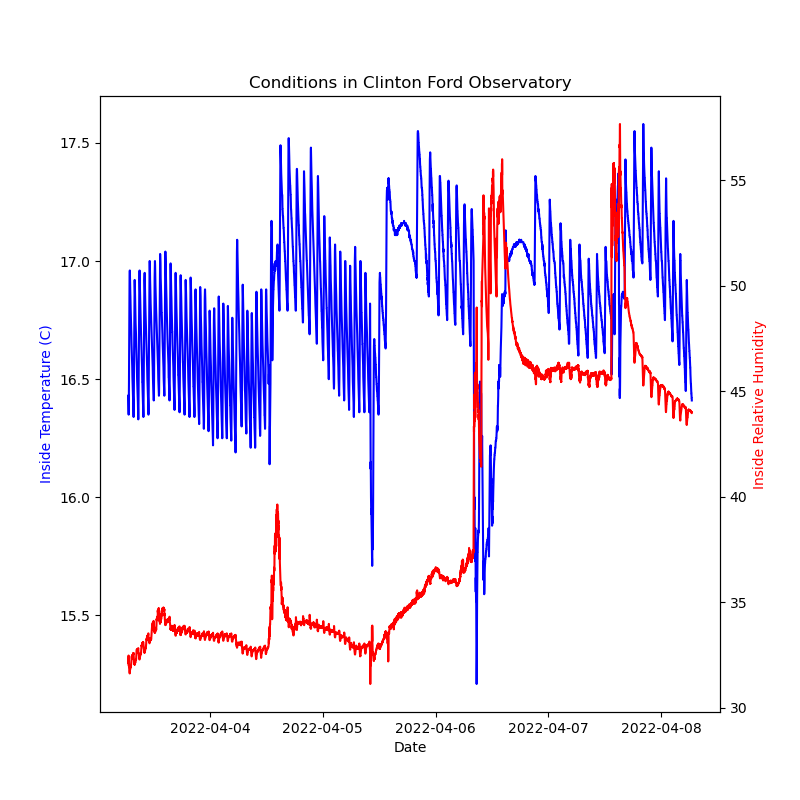 Conditions in Clinton Ford Observatory
17.5
17.0
16.5
16.0
15.5
Inside Temperature (C)
55
50
45
40
35
30
Inside Relative Humidity
2022-04-04 2022-04-05 2022-04-06 2022-04-07 2022-04-08
Date